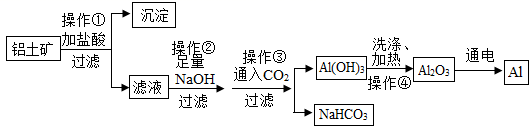 操作①
加盐酸
过滤
铝土矿
沉淀
滤液
操作②
足量
NaOH
过滤
操作③
通入CO₂
过滤
Al(OH)₃
NaHCO₃
洗涤、
加热
操作④
Al₂O₃
通电
Al